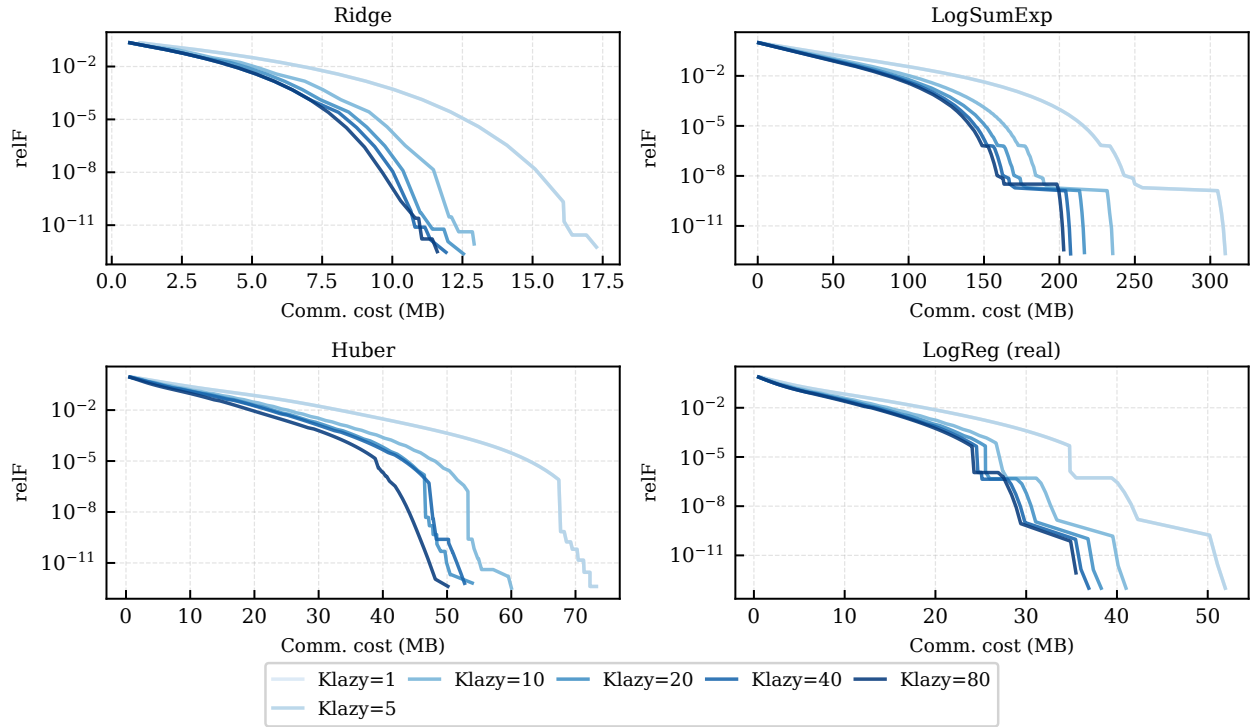 Ridge
LogSumExp
relF
10⁻²
10⁻⁵
10⁻⁸
10⁻¹¹
0.0 2.5 5.0 7.5 10.0 12.5 15.0 17.5
Comm. cost (MB)
relF
10⁻²
10⁻⁵
10⁻⁸
10⁻¹¹
0 50 100 150 200 250 300
Comm. cost (MB)
Huber
LogReg (real)
relF
10⁻²
10⁻⁵
10⁻⁸
10⁻¹¹
0 10 20 30 40 50 60 70
Comm. cost (MB)
relF
10⁻²
10⁻⁵
10⁻⁸
10⁻¹¹
0 10 20 30 40 50
Comm. cost (MB)
Klazy=1 Klazy=10 Klazy=20 Klazy=40 Klazy=80
Klazy=5